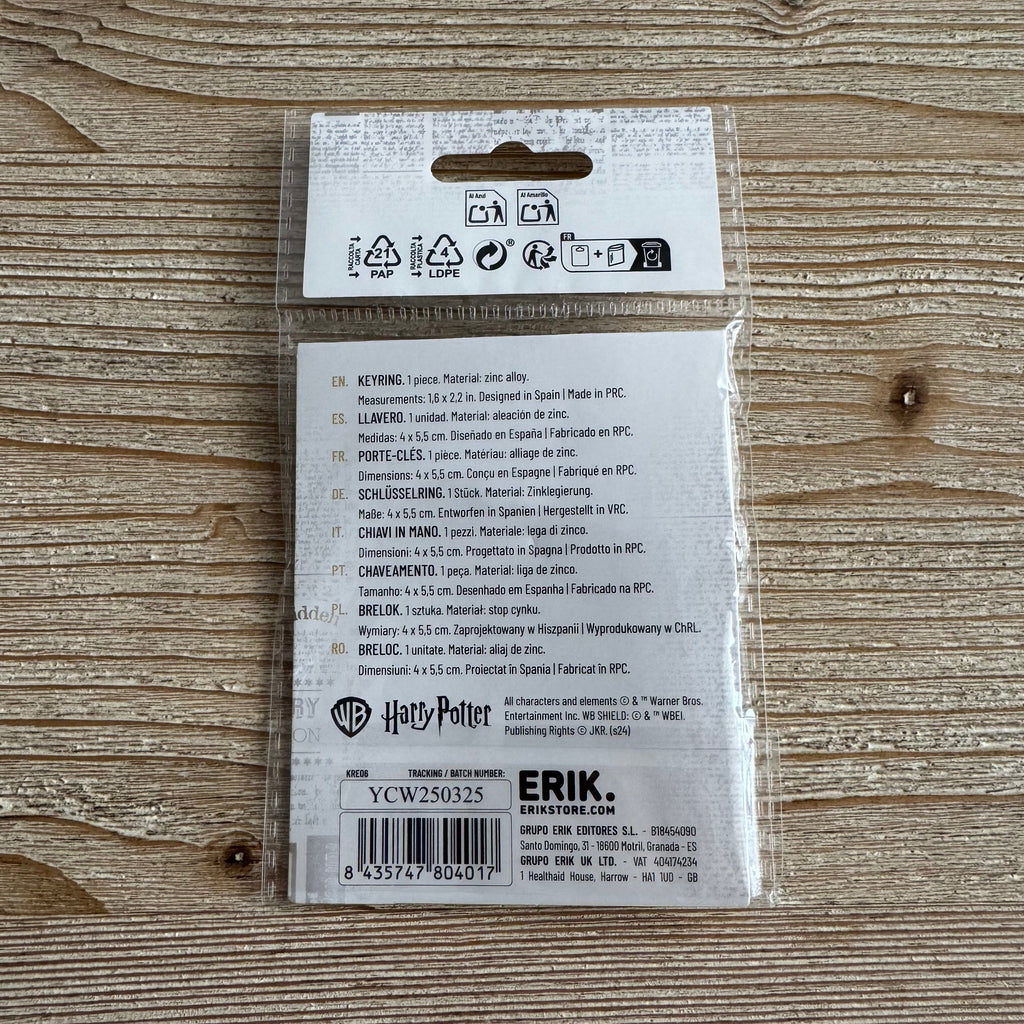 Al Azul
Al Amarillo
RACCOLTA CARTA
21
PAP
RACCOLTA PLASTICA
4
LDPE
®
FR
+
EN. KEYRING. 1 piece. Material: zinc alloy.
Measurements: 1,6 x 2,2 in. Designed in Spain | Made in PRC.
ES. LLAVERO. 1 unidad. Material: aleación de zinc.
Medidas: 4 x 5,5 cm. Diseñado en España | Fabricado en RPC.
FR. PORTE-CLÉS. 1 pièce. Matériau: alliage de zinc.
Dimensions: 4 x 5,5 cm. Conçu en Espagne | Fabriqué en RPC.
DE. SCHLÜSSELRING. 1 Stück. Material: Zinklegierung.
Maße: 4 x 5,5 cm. Entworfen in Spanien | Hergestellt in VRC.
IT. CHIAVI IN MANO. 1 pezzi. Materiale: lega di zinco.
Dimensioni: 4 x 5,5 cm. Progettato in Spagna | Prodotto in RPC.
PT. CHAVEAMENTO. 1 peça. Material: liga de zinco.
Tamanho: 4 x 5,5 cm. Desenhado em Espanha | Fabricado na RPC.
PL. BRELOK. 1 sztuka. Materiał: stop cynku.
Wymiary: 4 x 5,5 cm. Zaprojektowany w Hiszpanii | Wyprodukowany w ChRL.
RO. BRELOC. 1 unitate. Material: aliaj de zinc.
Dimensiuni: 4 x 5,5 cm. Proiectat în Spania | Fabricat în RPC.
WB Harry Potter
All characters and elements © & ™ Warner Bros.
Entertainment Inc. WB SHIELD: © & ™ WBEI.
Publishing Rights © JKR. (s24)
KRE06 TRACKING / BATCH NUMBER:
YCW250325
8 435747 804017
ERIK.
ERIKSTORE.COM
GRUPO ERIK EDITORES S.L. - B18454090
Santo Domingo, 31 - 18600 Motril, Granada - ES
GRUPO ERIK UK LTD. - VAT 404174234
1 Healthaid House, Harrow - HA1 1UD - GB